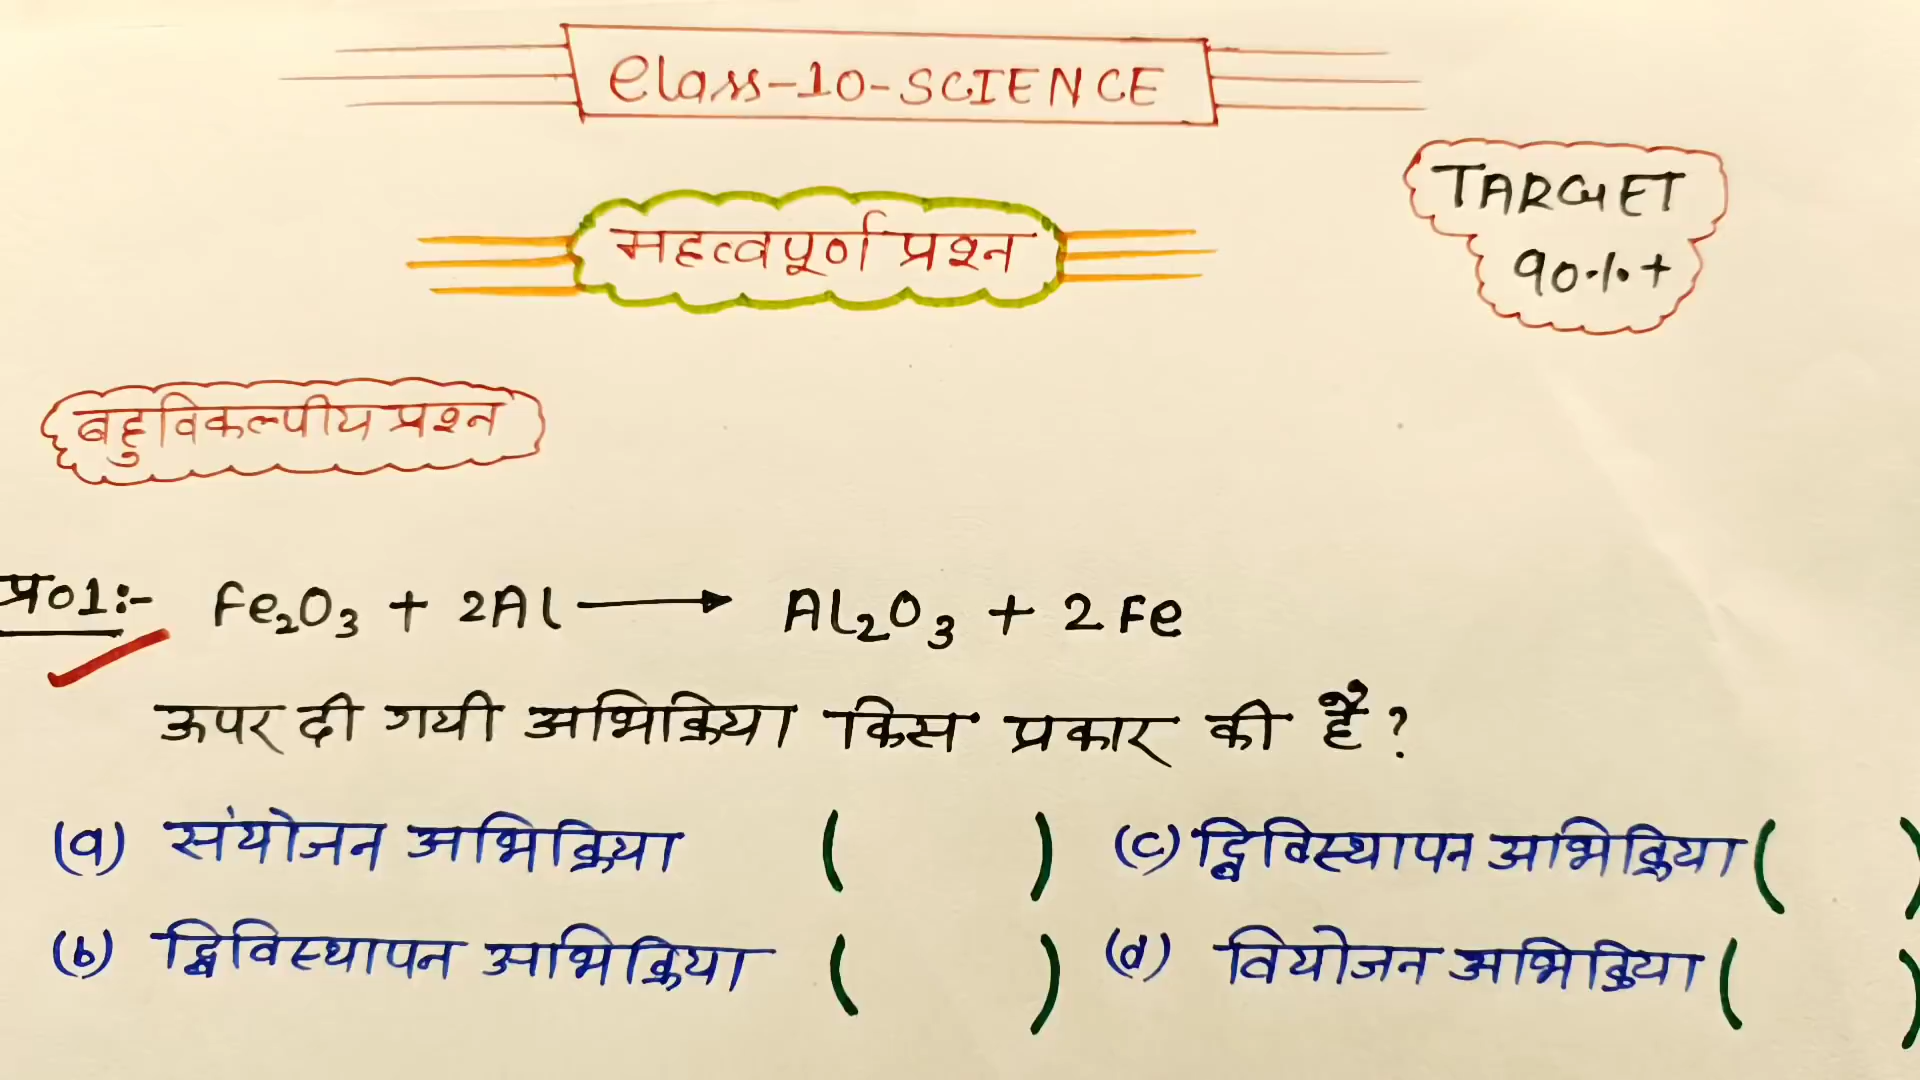 Class-10-SCIENCE
TARGET
90%+
महत्वपूर्ण प्रश्न
बहुविकल्पीय प्रश्न
प्र01:- Fe₂O₃ + 2Al → Al₂O₃ + 2Fe
ऊपर दी गयी अभिक्रिया किस प्रकार की है?
(a) संयोजन अभिक्रिया ( ) (c) द्विविस्थापन अभिक्रिया ( )
(b) द्विविस्थापन अभिक्रिया ( ) (d) वियोजन अभिक्रिया ( )